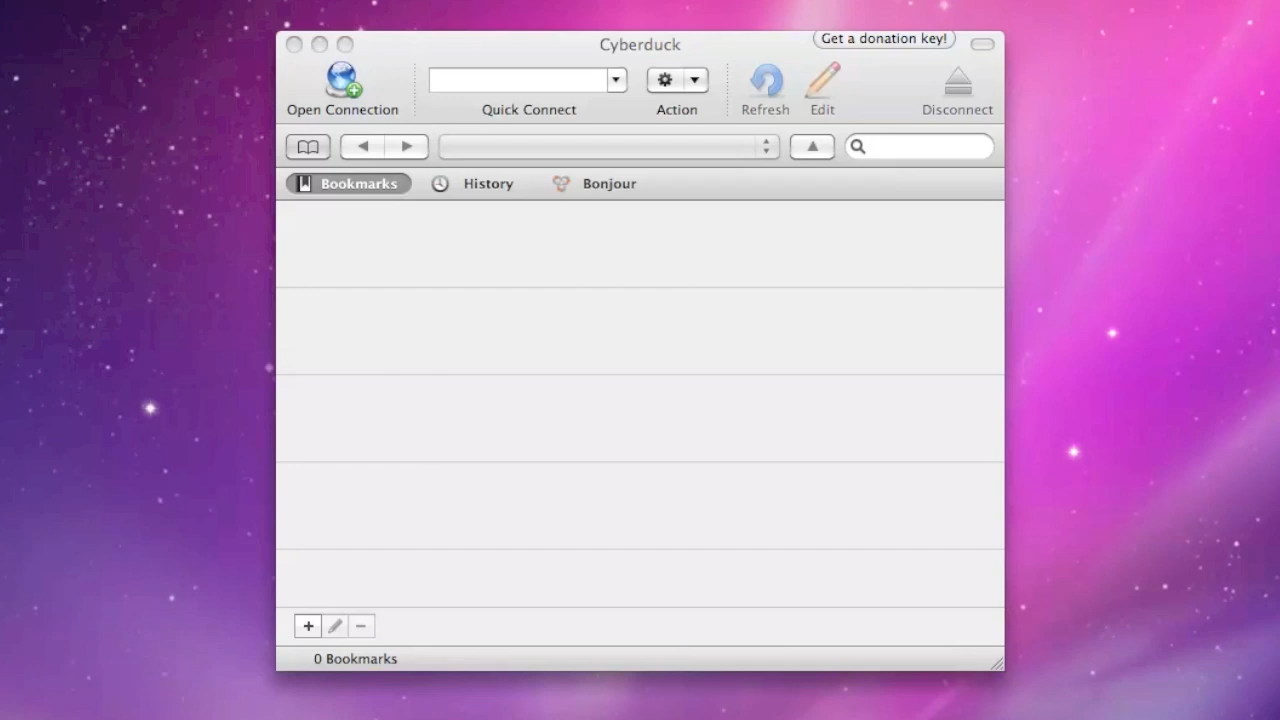 Cyberduck
Get a donation key!
Open Connection
Quick Connect
Action
Refresh
Edit
Disconnect
Bookmarks
History
Bonjour
0 Bookmarks